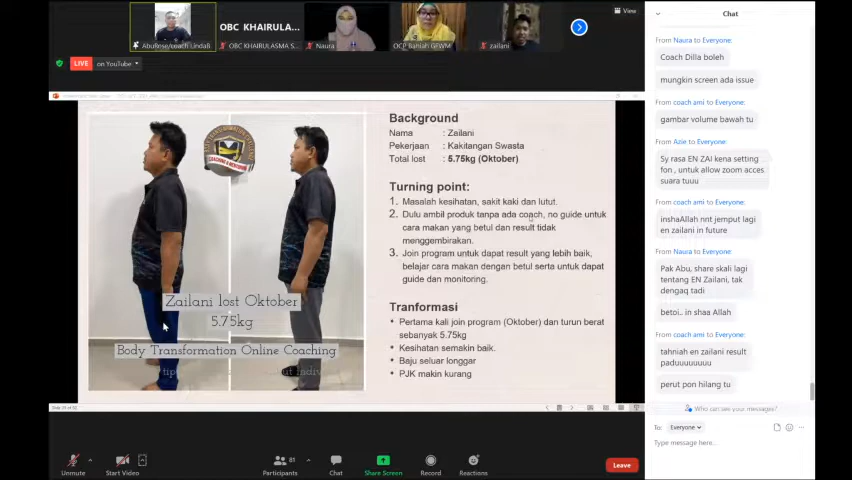 View
OBC KHAIRULA...
AbuRose/coach Lindali
OBC KHAIRULASMA S...
Naura
OCP Ilahiah GEWM
zailani
LIVE
on YouTube
Background
Nama : Zailani
Pekerjaan : Kakitangan Swasta
Total lost : 5.75kg (Oktober)
Turning point:
1. Masalah kesihatan, sakit kaki dan lutut.
2. Dulu ambil produk tanpa ada coach, no guide untuk
cara makan yang betul dan result tidak
menggembirakan.
3. Join program untuk dapat result yang lebih baik,
belajar cara makan dengan betul serta untuk dapat
guide dan monitoring.
Tranformasi
• Pertama kali join program (Oktober) dan turun berat
sebanyak 5.75kg
• Kesihatan semakin baik.
• Baju seluar longgar
• PJK makin kurang
COACHING & MENTORING
Zailani lost Oktober
5.75kg
Body Transformation Online Coaching
Unmute
Start Video
Participants
81
Chat
Share Screen
Record
Reactions
Leave
Chat
From Naura to Everyone:
Coach Dilla boleh
mungkin screen ada issue
From coach ami to Everyone:
gambar volume bawah tu
From Azie to Everyone:
Sy rasa EN ZAI kena setting
fon , untuk allow zoom acces
suara tuuu
From coach ami to Everyone:
inshaAllah nnt jemput lagi
en zailani in future
From Naura to Everyone:
Pak Abu, share skali lagi
tentang EN Zailani, tak
dengaq tadi
betoi.. in shaa Allah
From coach ami to Everyone:
tahniah en zailani result
paduuuuuuuu
perut pon hilang tu
Who can see your messages?
To: Everyone
Type message here...